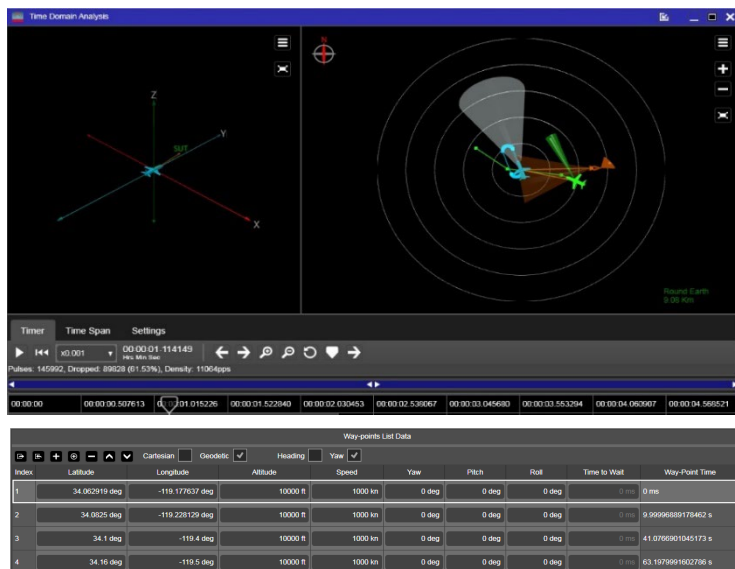 Time Domain Analysis
N
Z
Y
SUT
X
Round Earth
9.06 Km
Timer Time Span Settings
x0.001 00:00:01.114149
Hrs Min Sec
Pulses: 145992, Dropped: 89828 (61.53%), Density: 11064pps
00:00:00 00:00:00.507613 00:00:01.015226 00:00:01.522840 00:00:02.030453 00:00:02.538067 00:00:03.045680 00:00:03.553294 00:00:04.060907 00:00:04.568521
Way-points List Data
Cartesian Geodetic Heading Yaw
Index Latitude Longitude Altitude Speed Yaw Pitch Roll Time to Wait Way-Point Time
1 34.062919 deg -119.177637 deg 10000 ft 1000 kn 0 deg 0 deg 0 deg 0 ms 0 ms
2 34.0825 deg -119.228129 deg 10000 ft 1000 kn 0 deg 0 deg 0 deg 0 ms 9.99996889178462 s
3 34.1 deg -119.4 deg 10000 ft 1000 kn 0 deg 0 deg 0 deg 0 ms 41.0766901045173 s
4 34.16 deg -119.5 deg 10000 ft 1000 kn 0 deg 0 deg 0 deg 0 ms 63.1979991602786 s